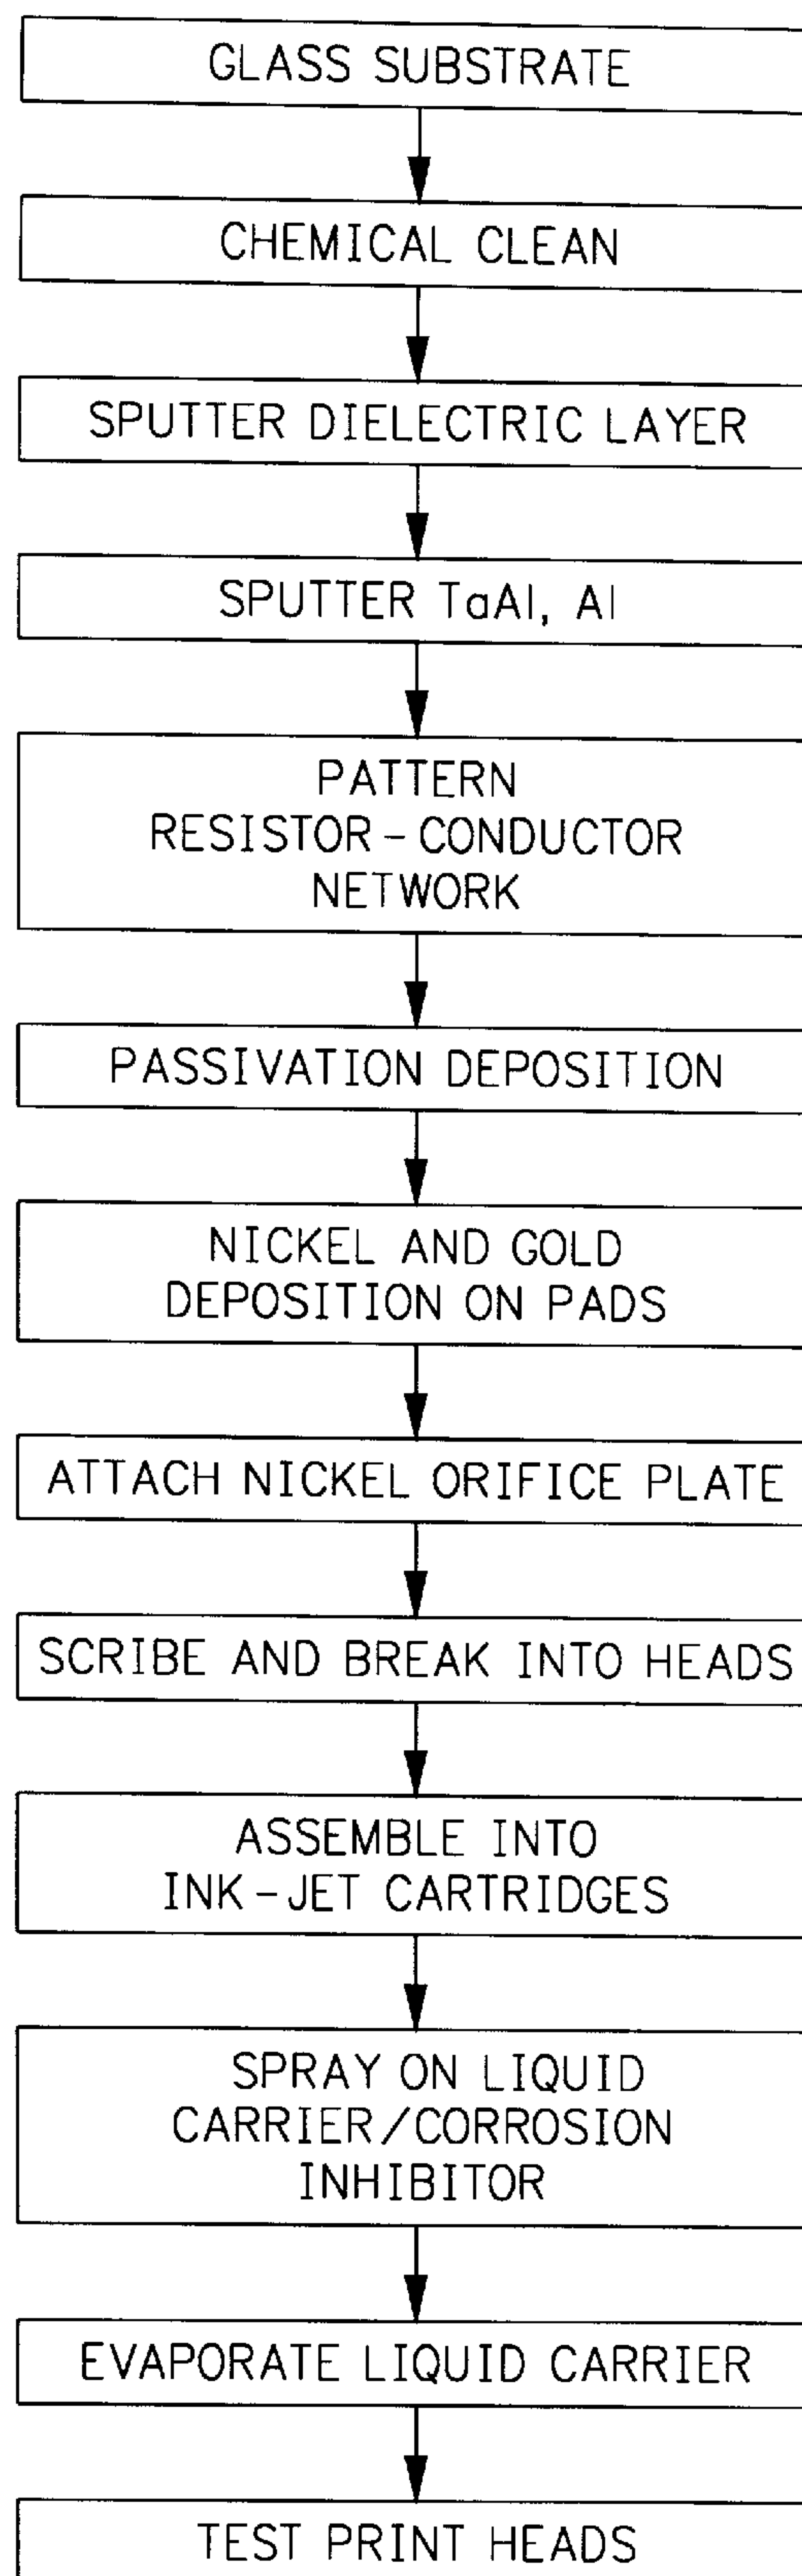 GLASS SUBSTRATE
CHEMICAL CLEAN
SPUTTER DIELECTRIC LAYER
SPUTTER TaAl, Al
PATTERN
RESISTOR-CONDUCTOR
NETWORK
PASSIVATION DEPOSITION
NICKEL AND GOLD
DEPOSITION ON PADS
ATTACH NICKEL ORIFICE PLATE
SCRIBE AND BREAK INTO HEADS
ASSEMBLE INTO
INK-JET CARTRIDGES
SPRAY ON LIQUID
CARRIER/CORROSION
INHIBITOR
EVAPORATE LIQUID CARRIER
TEST PRINT HEADS